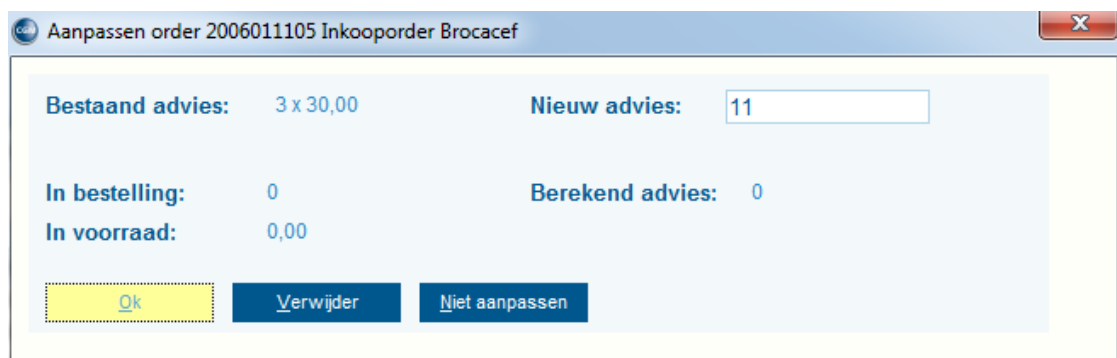 CGM Aanpassen order 2006011105 Inkooporder Brocacef X
Bestaand advies: 3 x 30,00 Nieuw advies: 11
In bestelling: 0 Berekend advies: 0
In voorraad: 0,00
Ok Verwijder Niet aanpassen